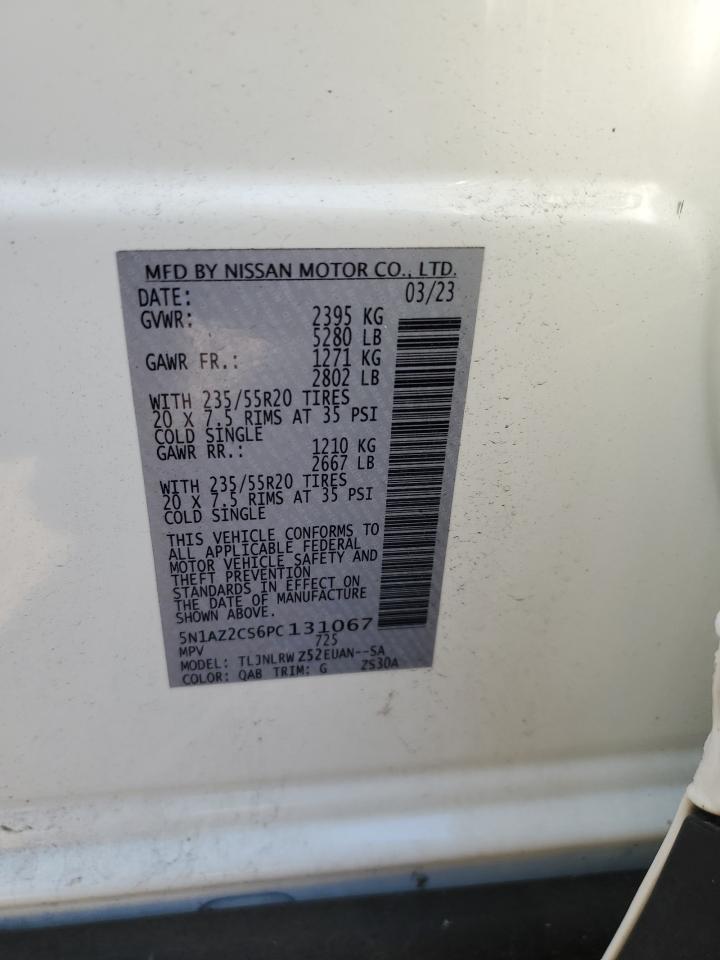 MFD BY NISSAN MOTOR CO., LTD.
DATE: 03/23
GVWR: 2395 KG
5280 LB
GAWR FR.: 1271 KG
2802 LB
WITH 235/55R20 TIRES
20 X 7.5 RIMS AT 35 PSI
COLD SINGLE
GAWR RR.: 1210 KG
2667 LB
WITH 235/55R20 TIRES
20 X 7.5 RIMS AT 35 PSI
COLD SINGLE
THIS VEHICLE CONFORMS TO
ALL APPLICABLE FEDERAL
MOTOR VEHICLE SAFETY AND
THEFT PREVENTION
STANDARDS IN EFFECT ON
THE DATE OF MANUFACTURE
SHOWN ABOVE.
5N1AZ2CS6PC131067
MPV 725
MODEL: TLJNLRW Z52EUAN--SA
COLOR: QAB TRIM: G ZS30A